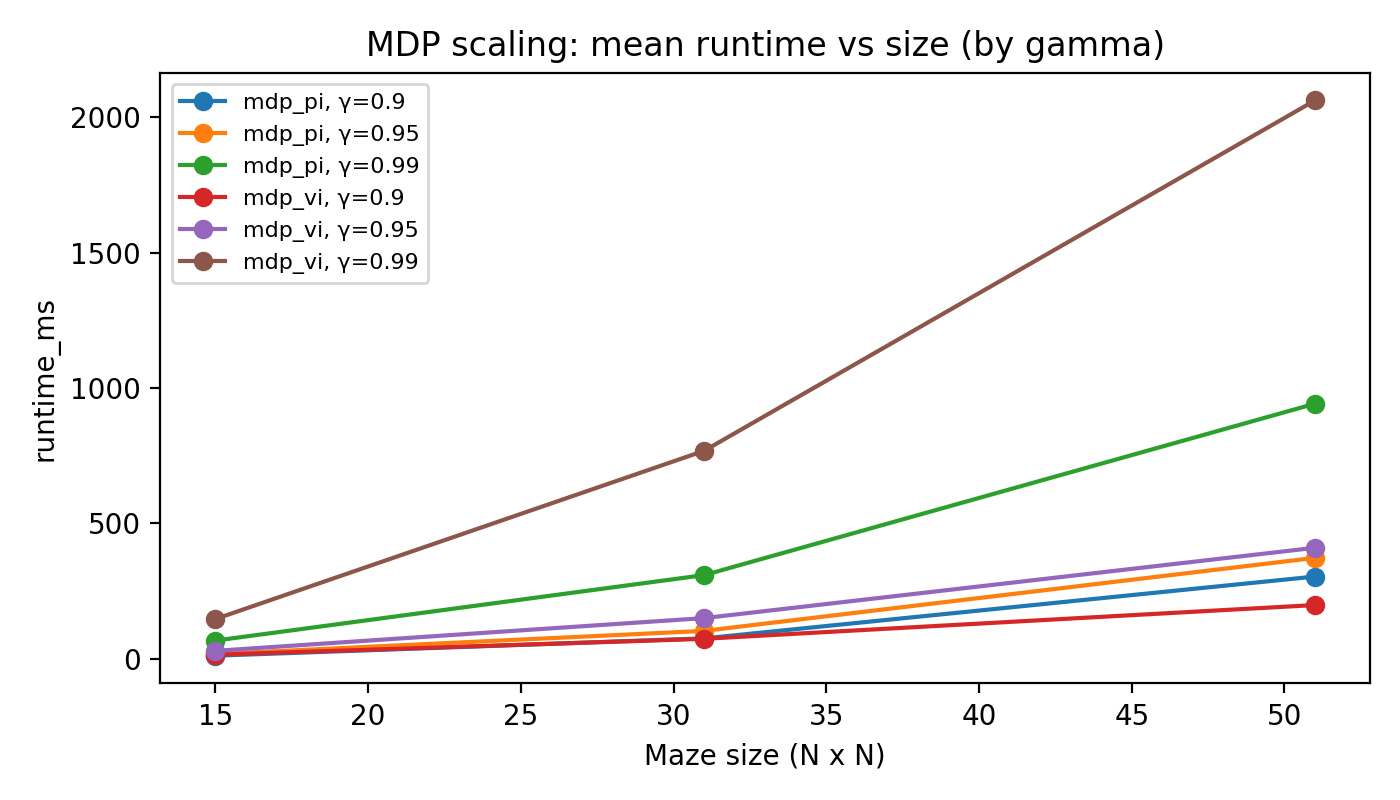 MDP scaling: mean runtime vs size (by gamma)
mdp_pi, γ=0.9
mdp_pi, γ=0.95
mdp_pi, γ=0.99
mdp_vi, γ=0.9
mdp_vi, γ=0.95
mdp_vi, γ=0.99
2000
1500
1000
500
0
runtime_ms
15 20 25 30 35 40 45 50
Maze size (N x N)